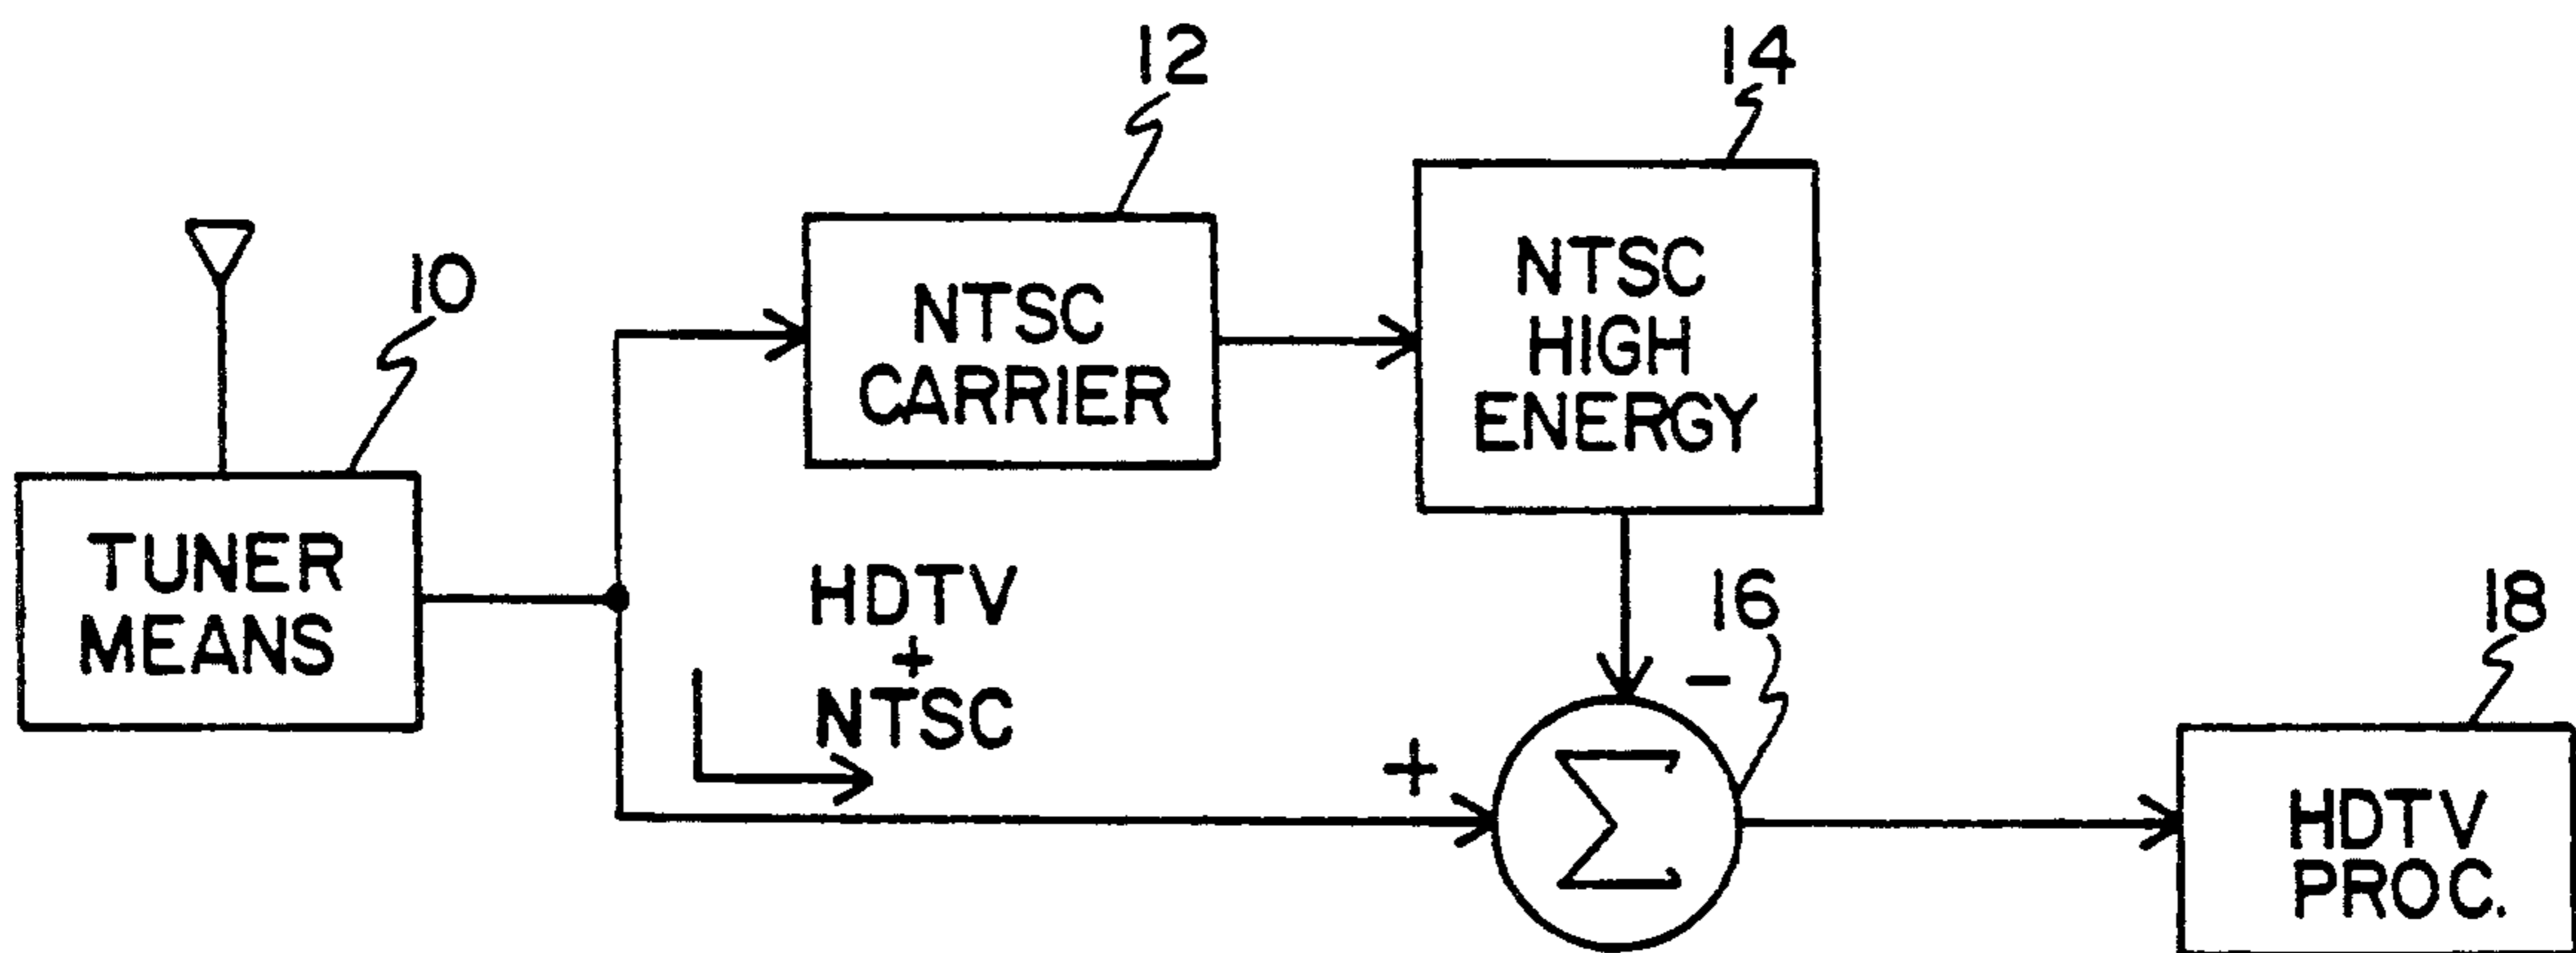 12
14
10
NTSC
CARRIER
NTSC
HIGH
ENERGY
TUNER
MEANS
HDTV
+
NTSC
16
-
+
Σ
18
HDTV
PROC.